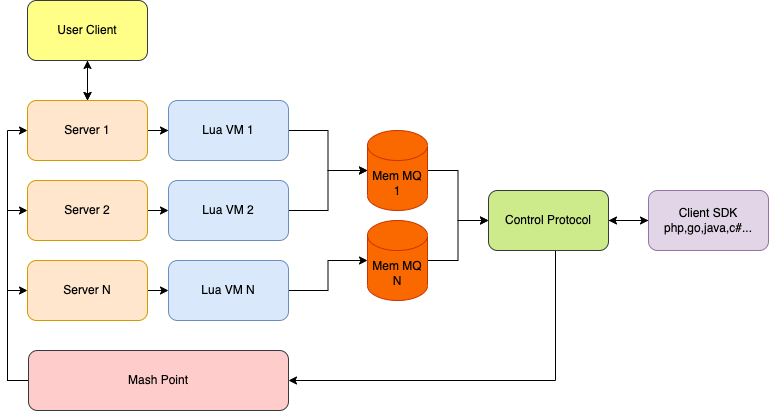 User Client
Server 1
Lua VM 1
Mem MQ
1
Server 2
Lua VM 2
Control Protocol
Client SDK
php,go,java,c#...
Server N
Lua VM N
Mem MQ
N
Mash Point